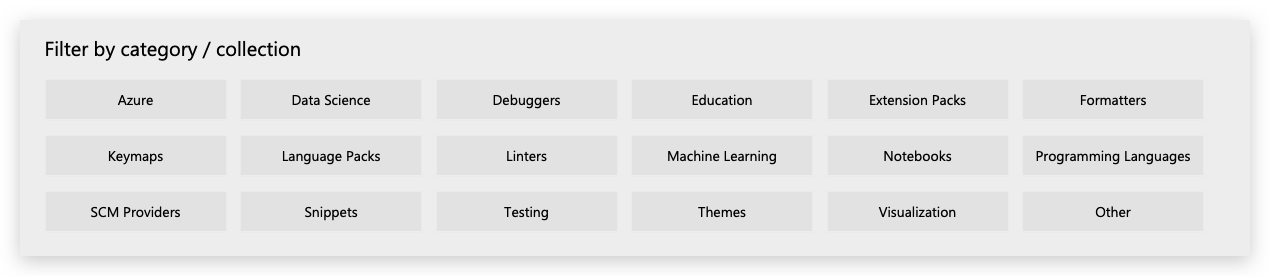 Filter by category / collection
Azure Data Science Debuggers Education Extension Packs Formatters
Keymaps Language Packs Linters Machine Learning Notebooks Programming Languages
SCM Providers Snippets Testing Themes Visualization Other